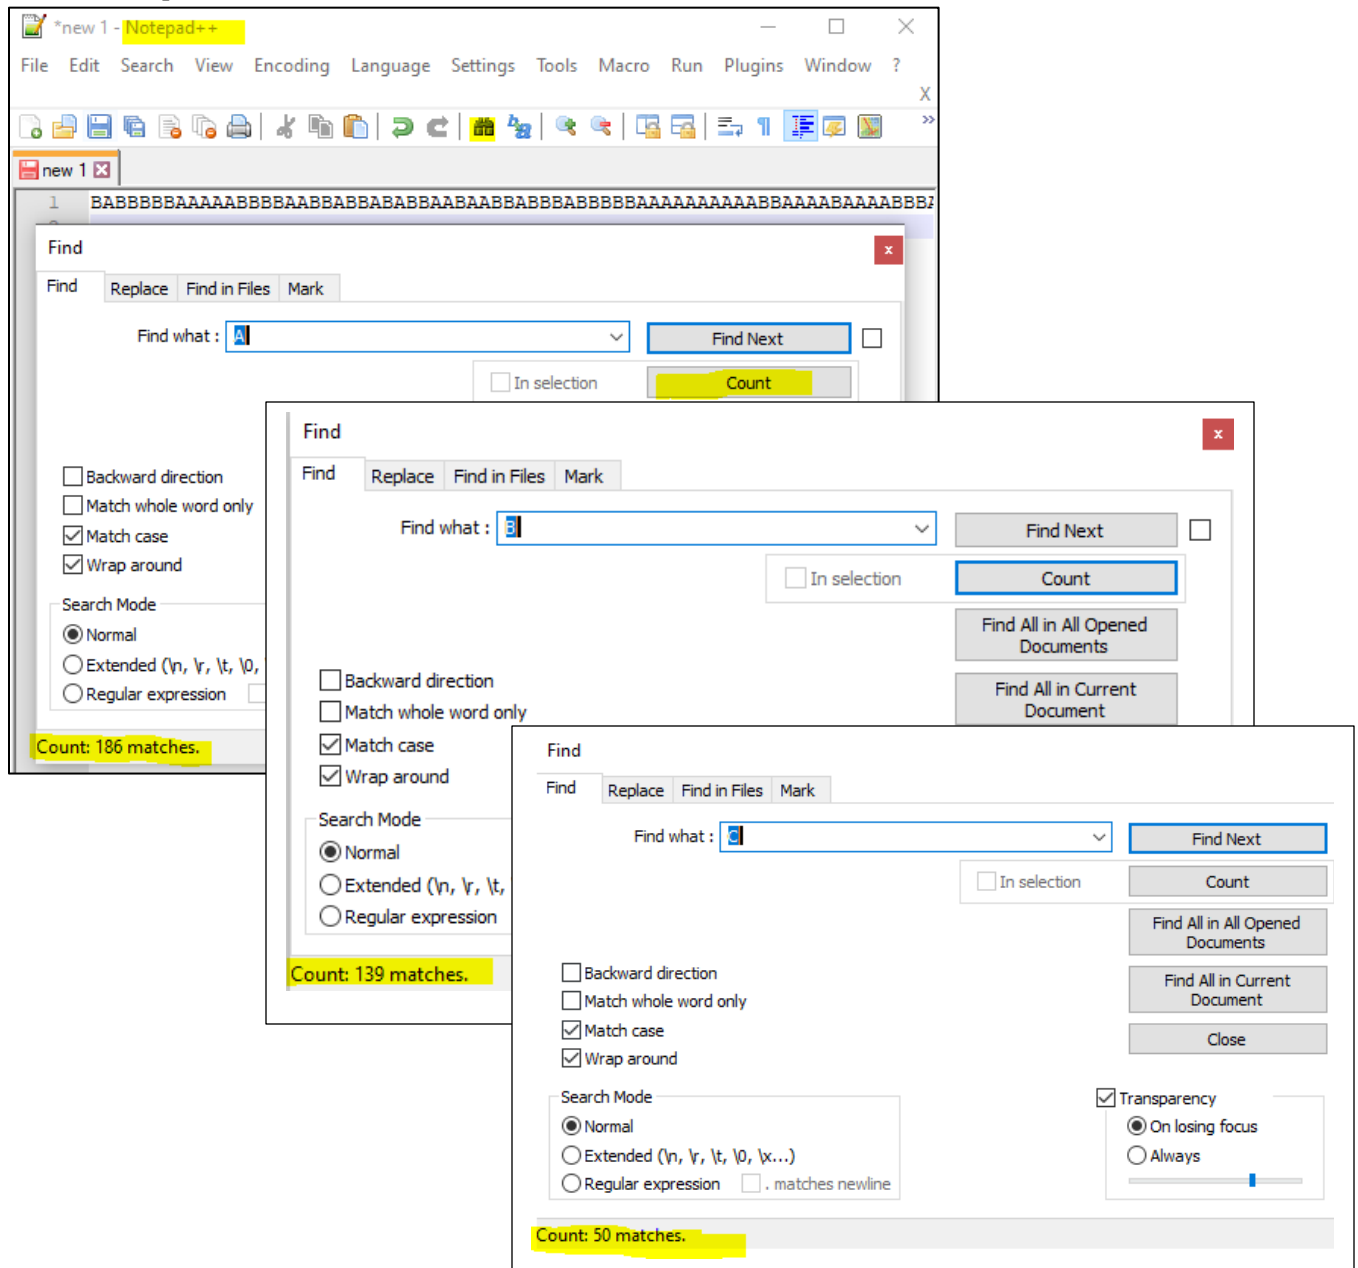 *new 1 - Notepad++
File Edit Search View Encoding Language Settings Tools Macro Run Plugins Window ?
X
new 1
1 BABBBBBAAAAABBBBAABBABBABABBAABAABBABBBABBBBBAAAAAAAAAABBAAAABAAAABBBA
Find
Find Replace Find in Files Mark
Find what : A
Find Next
In selection
Count
Backward direction
Match whole word only
Match case
Wrap around
Search Mode
Normal
Extended (\n, \r, \t, \0,
Regular expression
Count: 186 matches.
Find
Find Replace Find in Files Mark
Find what : B
Find Next
In selection
Count
Find All in All Opened
Documents
Find All in Current
Document
Backward direction
Match whole word only
Match case
Wrap around
Search Mode
Normal
Extended (\n, \r, \t,
Regular expression
Count: 139 matches.
Find
Find Replace Find in Files Mark
Find what : C
Find Next
In selection
Count
Find All in All Opened
Documents
Find All in Current
Document
Close
Backward direction
Match whole word only
Match case
Wrap around
Search Mode
Normal
Extended (\n, \r, \t, \0, \x...)
Regular expression . matches newline
Transparency
On losing focus
Always
Count: 50 matches.